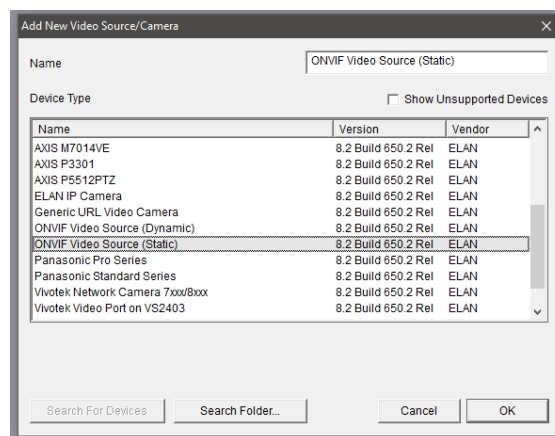 Add New Video Source/Camera
Name ONVIF Video Source (Static)
Device Type Show Unsupported Devices
Name Version Vendor
AXIS M7014VE 8.2 Build 650.2 Rel ELAN
AXIS P3301 8.2 Build 650.2 Rel ELAN
AXIS P5512PTZ 8.2 Build 650.2 Rel ELAN
ELAN IP Camera 8.2 Build 650.2 Rel ELAN
Generic URL Video Camera 8.2 Build 650.2 Rel ELAN
ONVIF Video Source (Dynamic) 8.2 Build 650.2 Rel ELAN
ONVIF Video Source (Static) 8.2 Build 650.2 Rel ELAN
Panasonic Pro Series 8.2 Build 650.2 Rel ELAN
Panasonic Standard Series 8.2 Build 650.2 Rel ELAN
Vivotek Network Camera 7xxx/8xxx 8.2 Build 650.2 Rel ELAN
Vivotek Video Port on VS2403 8.2 Build 650.2 Rel ELAN
Search For Devices Search Folder... Cancel OK